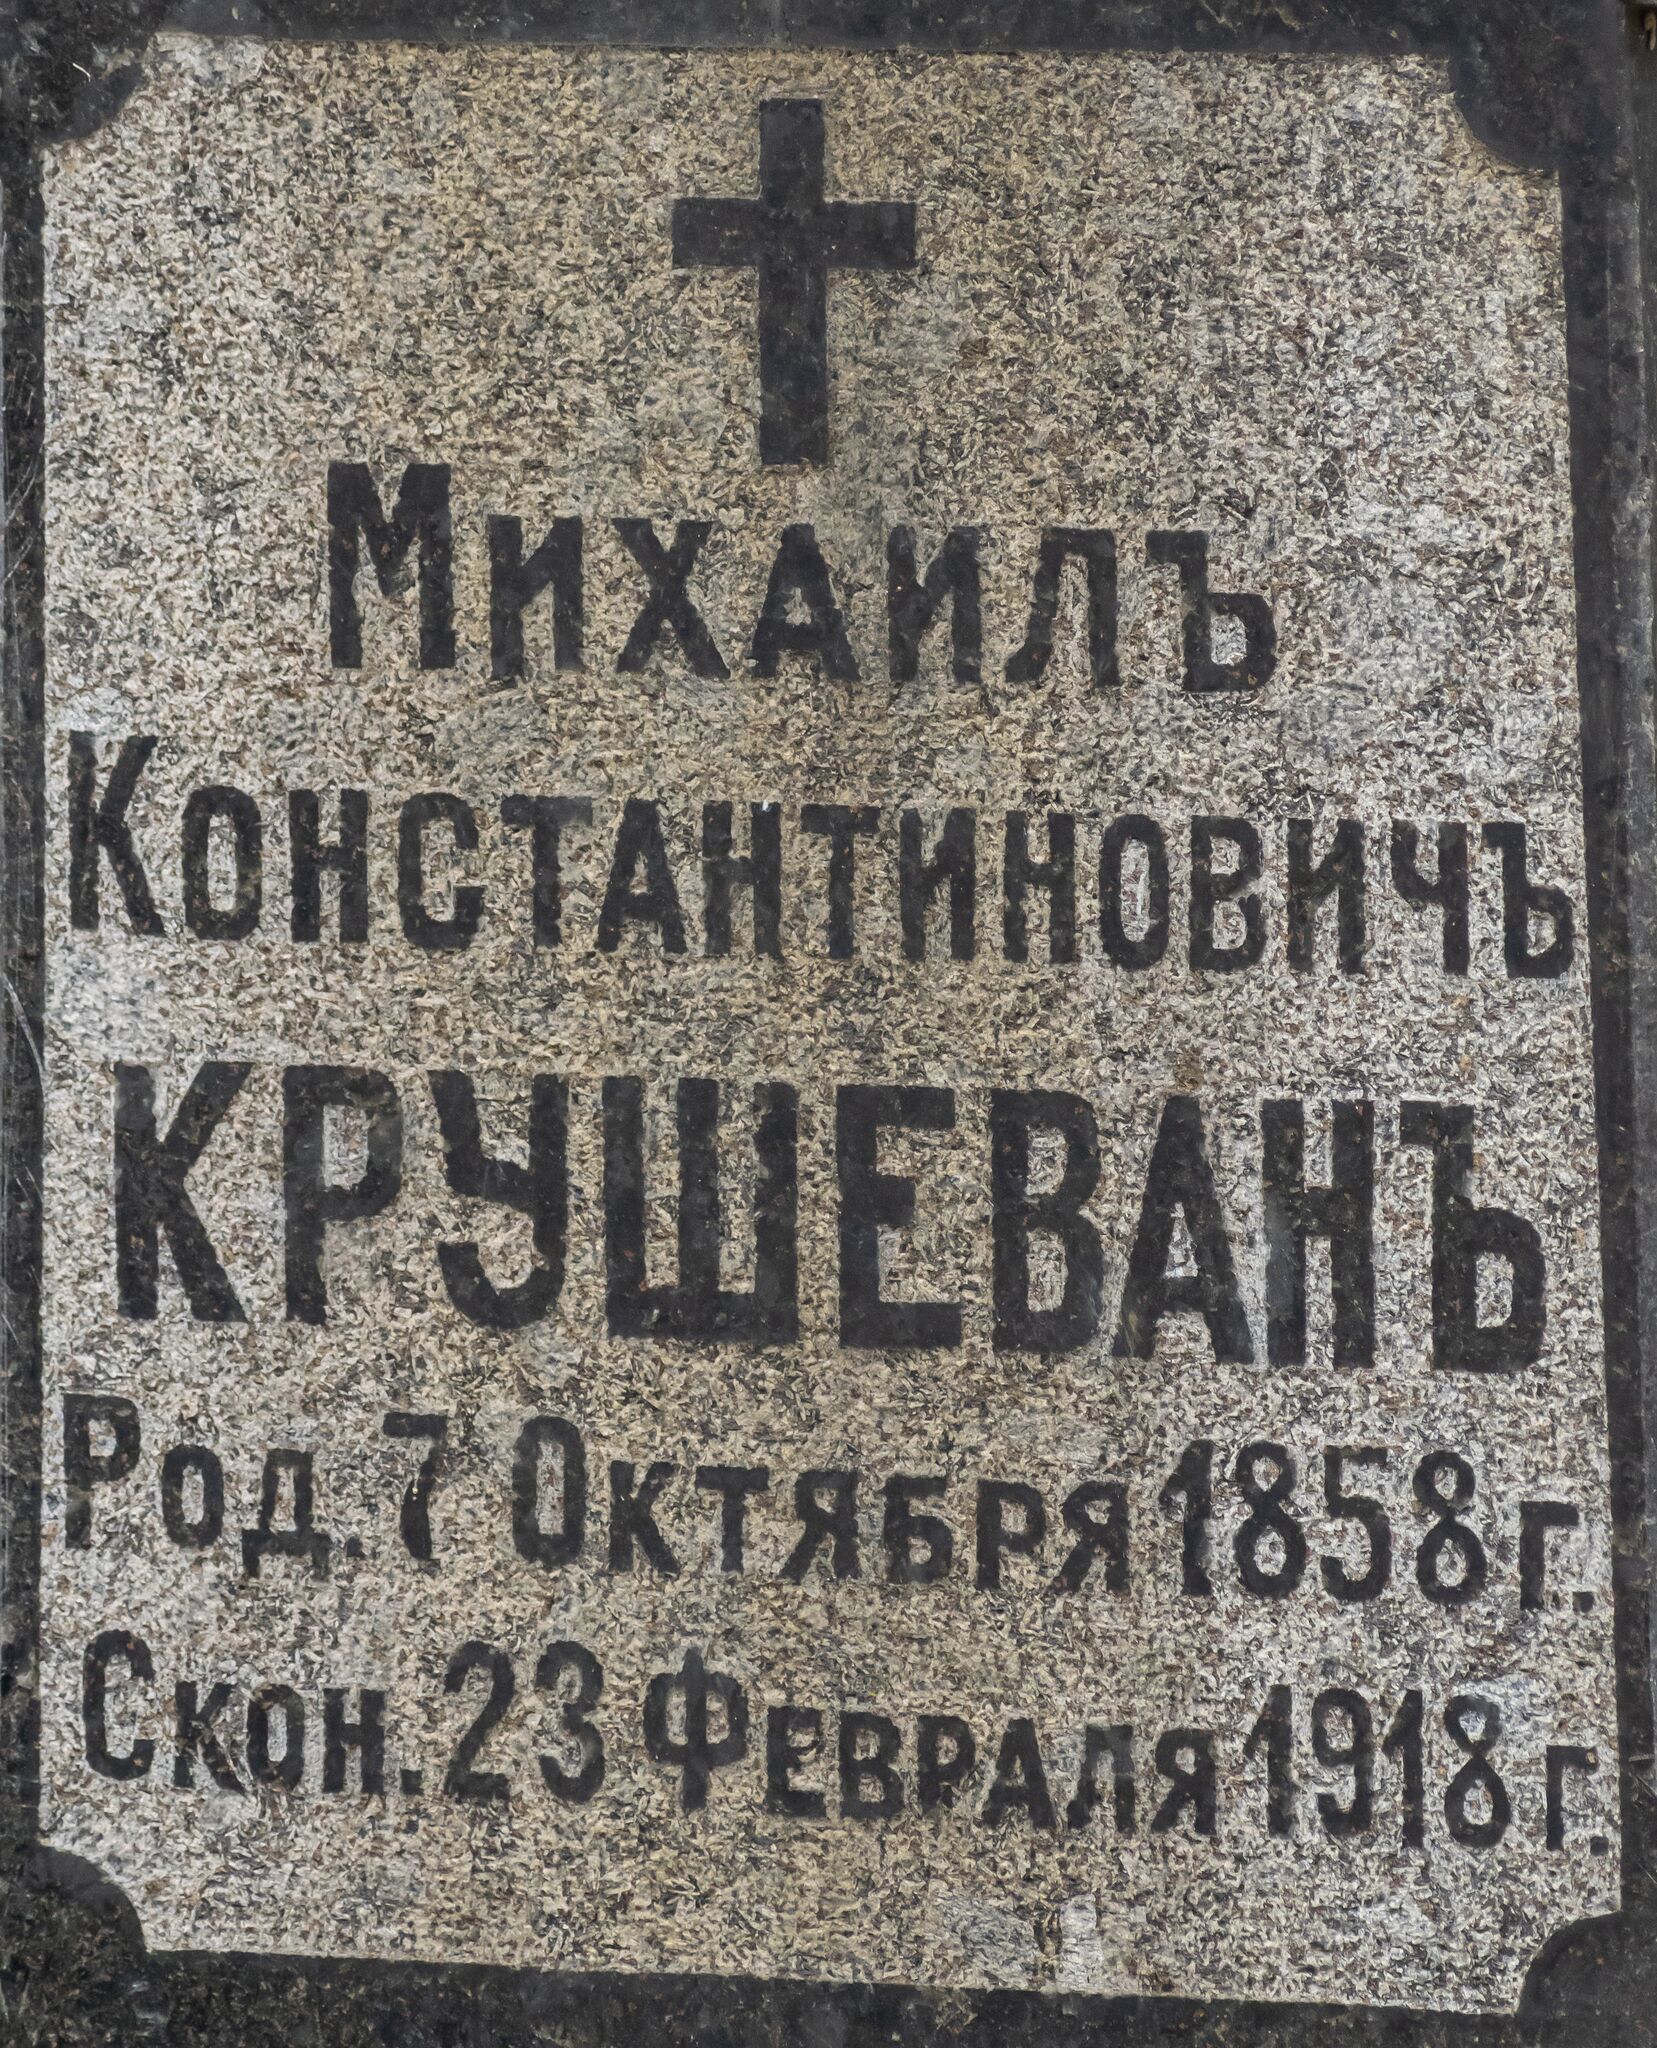 Михаилъ
Константиновичъ
КРУШЕВАНЪ
Род. 7 Октября 1858 г.
Скон. 23 Февраля 1918 г.